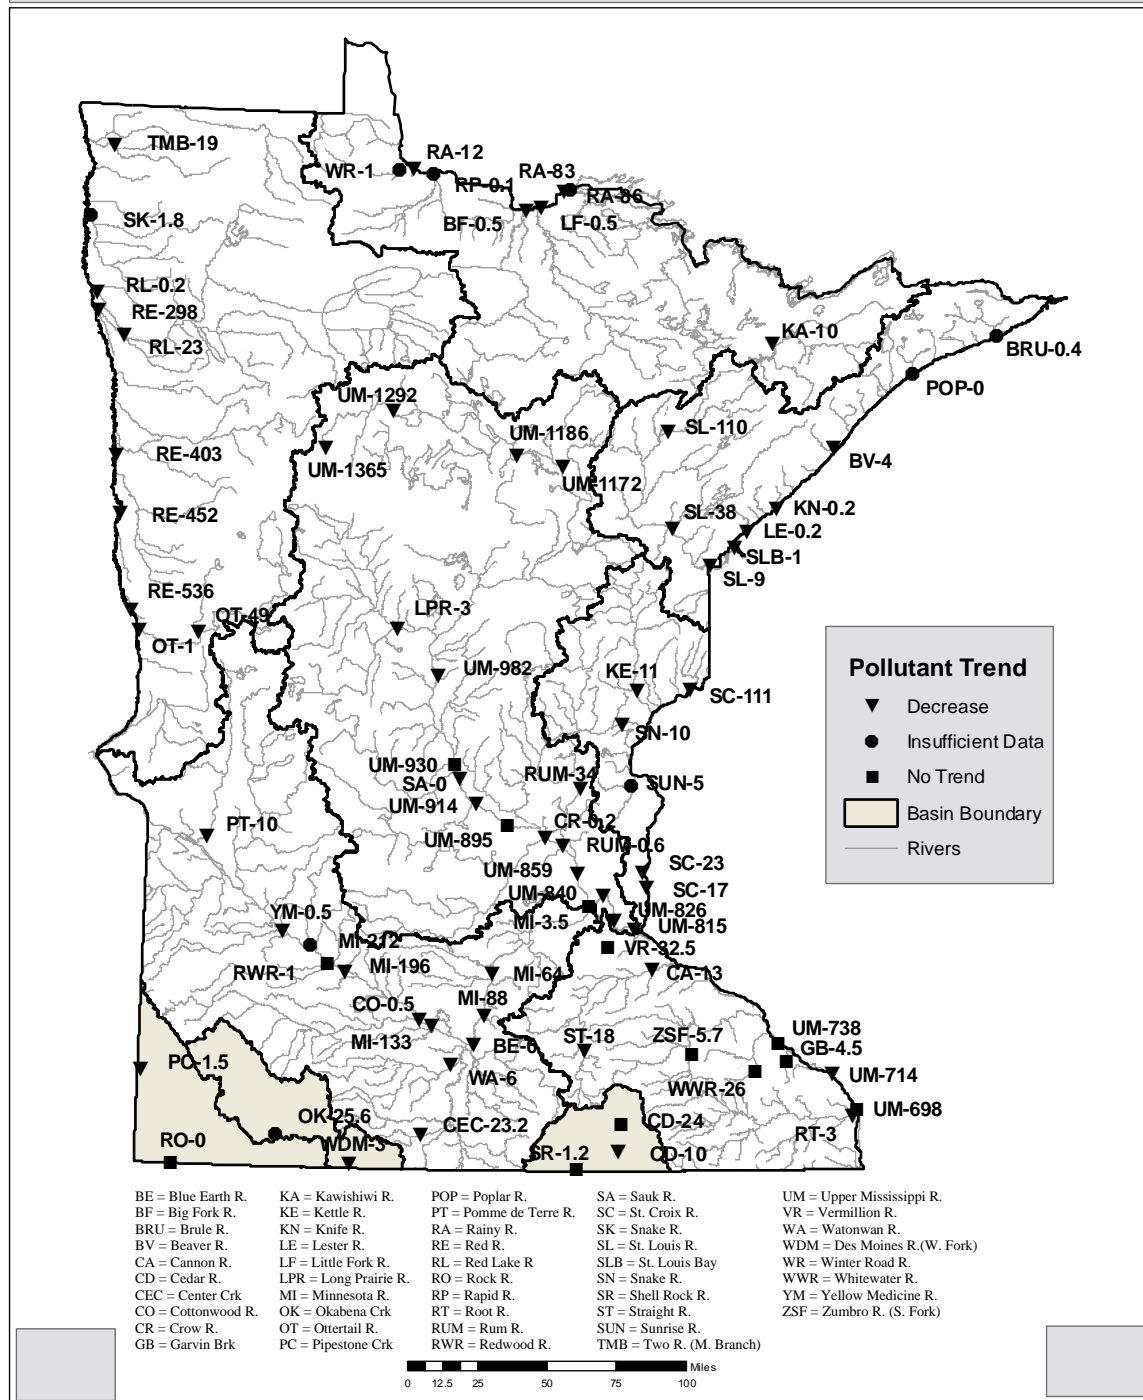 TMB-19
WR-1
RA-12
RP-0.1
RA-83
RA-86
BF-0.5
LF-0.5
SK-1.8
RL-0.2
RE-298
RL-23
KA-10
BRU-0.4
POP-0
UM-1292
UM-1365
UM-1186
UM-1172
SL-110
BV-4
RE-403
RE-452
SL-38
KN-0.2
LE-0.2
SLB-1
SL-9
RE-536
OT-49
OT-1
LPR-3
UM-982
KE-11
SC-111
SN-10
UM-930
SA-0
UM-914
RUM-34
SUN-5
PT-10
UM-895
CR-0.2
RUM-0.6
UM-859
SC-23
UM-840
SC-17
YM-0.5
MI-3.5
UM-826
UM-815
MI-212
VR-32.5
RWR-1
MI-196
MI-64
CA-13
CO-0.5
MI-88
MI-133
BE-0
ST-18
ZSF-5.7
UM-738
GB-4.5
PC-1.5
WA-6
WWR-26
UM-714
OK-25.6
CEC-23.2
CD-24
UM-698
RT-3
RO-0
WDM-3
SR-1.2
CD-10
Pollutant Trend
Decrease
Insufficient Data
No Trend
Basin Boundary
Rivers
BE = Blue Earth R.
BF = Big Fork R.
BRU = Brule R.
BV = Beaver R.
CA = Cannon R.
CD = Cedar R.
CEC = Center Crk
CO = Cottonwood R.
CR = Crow R.
GB = Garvin Brk
KA = Kawishiwi R.
KE = Kettle R.
KN = Knife R.
LE = Lester R.
LF = Little Fork R.
LPR = Long Prairie R.
MI = Minnesota R.
OK = Okabena Crk
OT = Ottertail R.
PC = Pipestone Crk
POP = Poplar R.
PT = Pomme de Terre R.
RA = Rainy R.
RE = Red R.
RL = Red Lake R
RO = Rock R.
RP = Rapid R.
RT = Root R.
RUM = Rum R.
RWR = Redwood R.
SA = Sauk R.
SC = St. Croix R.
SK = Snake R.
SL = St. Louis R.
SLB = St. Louis Bay
SN = Snake R.
SR = Shell Rock R.
ST = Straight R.
SUN = Sunrise R.
TMB = Two R. (M. Branch)
UM = Upper Mississippi R.
VR = Vermillion R.
WA = Watonwan R.
WDM = Des Moines R.(W. Fork)
WR = Winter Road R.
WWR = Whitewater R.
YM = Yellow Medicine R.
ZSF = Zumbro R. (S. Fork)
Miles
0 12.5 25 50 75 100